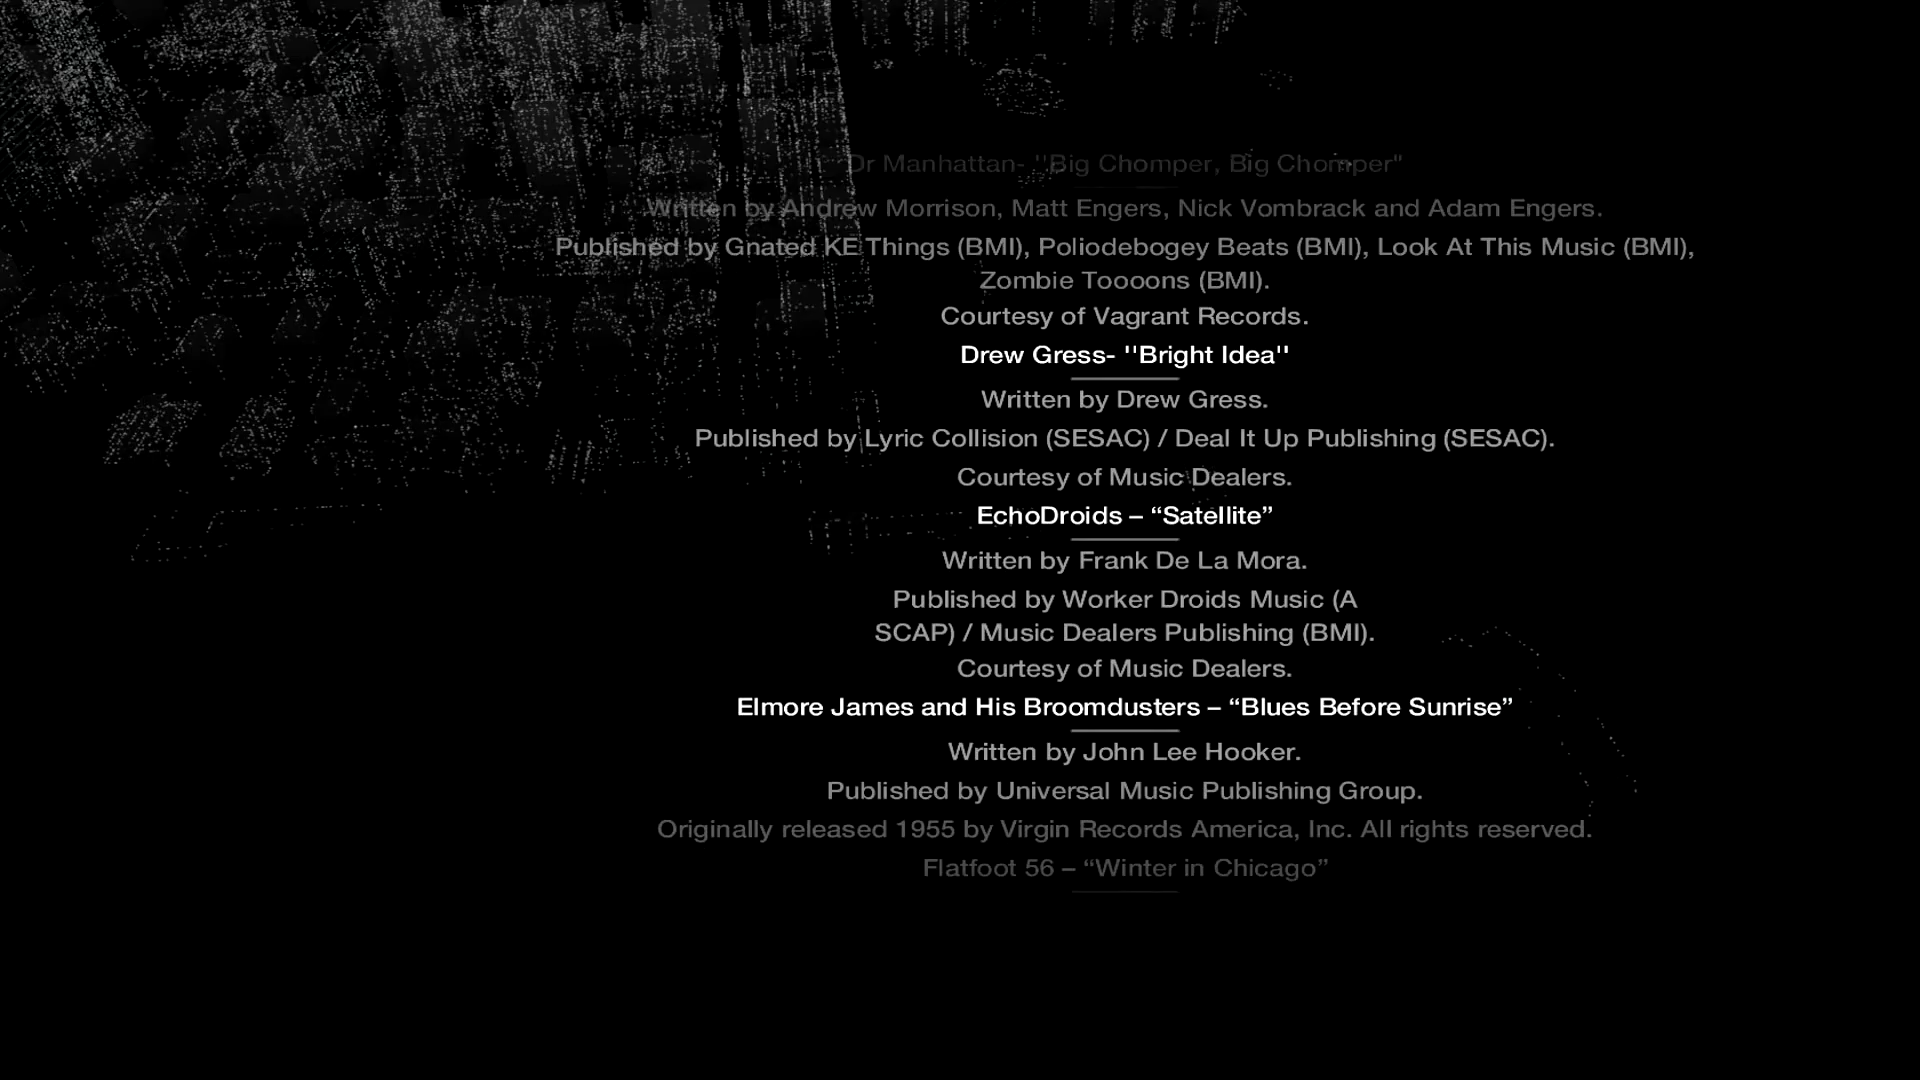 Dr Manhattan- ''Big Chomper, Big Chomper"
Written by Andrew Morrison, Matt Engers, Nick Vombrack and Adam Engers.
Published by Gnated KE Things (BMI), Poliodebogey Beats (BMI), Look At This Music (BMI),
Zombie Toooons (BMI).
Courtesy of Vagrant Records.
Drew Gress- ''Bright Idea''
Written by Drew Gress.
Published by Lyric Collision (SESAC) / Deal It Up Publishing (SESAC).
Courtesy of Music Dealers.
EchoDroids – “Satellite”
Written by Frank De La Mora.
Published by Worker Droids Music (A
SCAP) / Music Dealers Publishing (BMI).
Courtesy of Music Dealers.
Elmore James and His Broomdusters – “Blues Before Sunrise”
Written by John Lee Hooker.
Published by Universal Music Publishing Group.
Originally released 1955 by Virgin Records America, Inc. All rights reserved.
Flatfoot 56 – “Winter in Chicago”